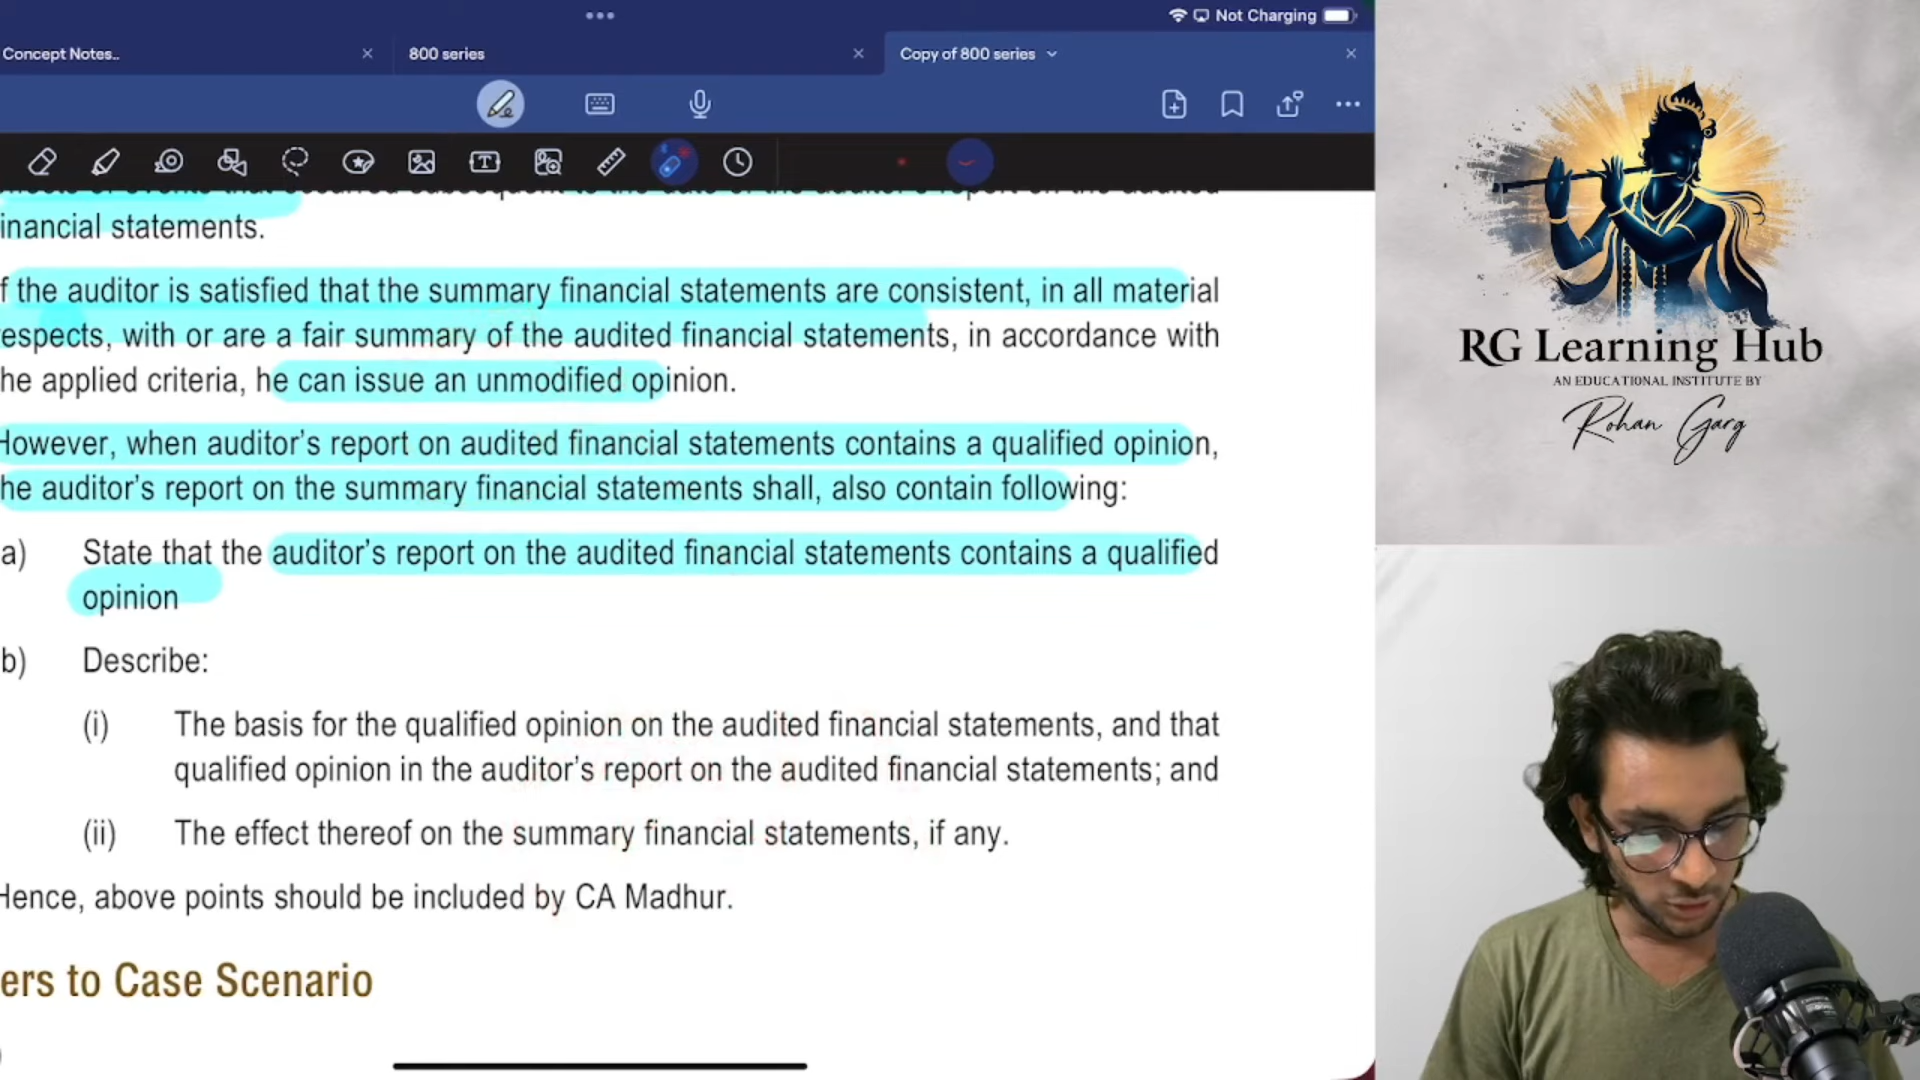 Not Charging
Concept Notes..
800 series
Copy of 800 series
inancial statements.
f the auditor is satisfied that the summary financial statements are consistent, in all material
espects, with or are a fair summary of the audited financial statements, in accordance with
he applied criteria, he can issue an unmodified opinion.
However, when auditor's report on audited financial statements contains a qualified opinion,
he auditor's report on the summary financial statements shall, also contain following:
a) State that the auditor's report on the audited financial statements contains a qualified
opinion
b) Describe:
(i) The basis for the qualified opinion on the audited financial statements, and that
qualified opinion in the auditor's report on the audited financial statements; and
(ii) The effect thereof on the summary financial statements, if any.
Hence, above points should be included by CA Madhur.
ers to Case Scenario
RG Learning Hub
AN EDUCATIONAL INSTITUTE BY
Rohan Garg